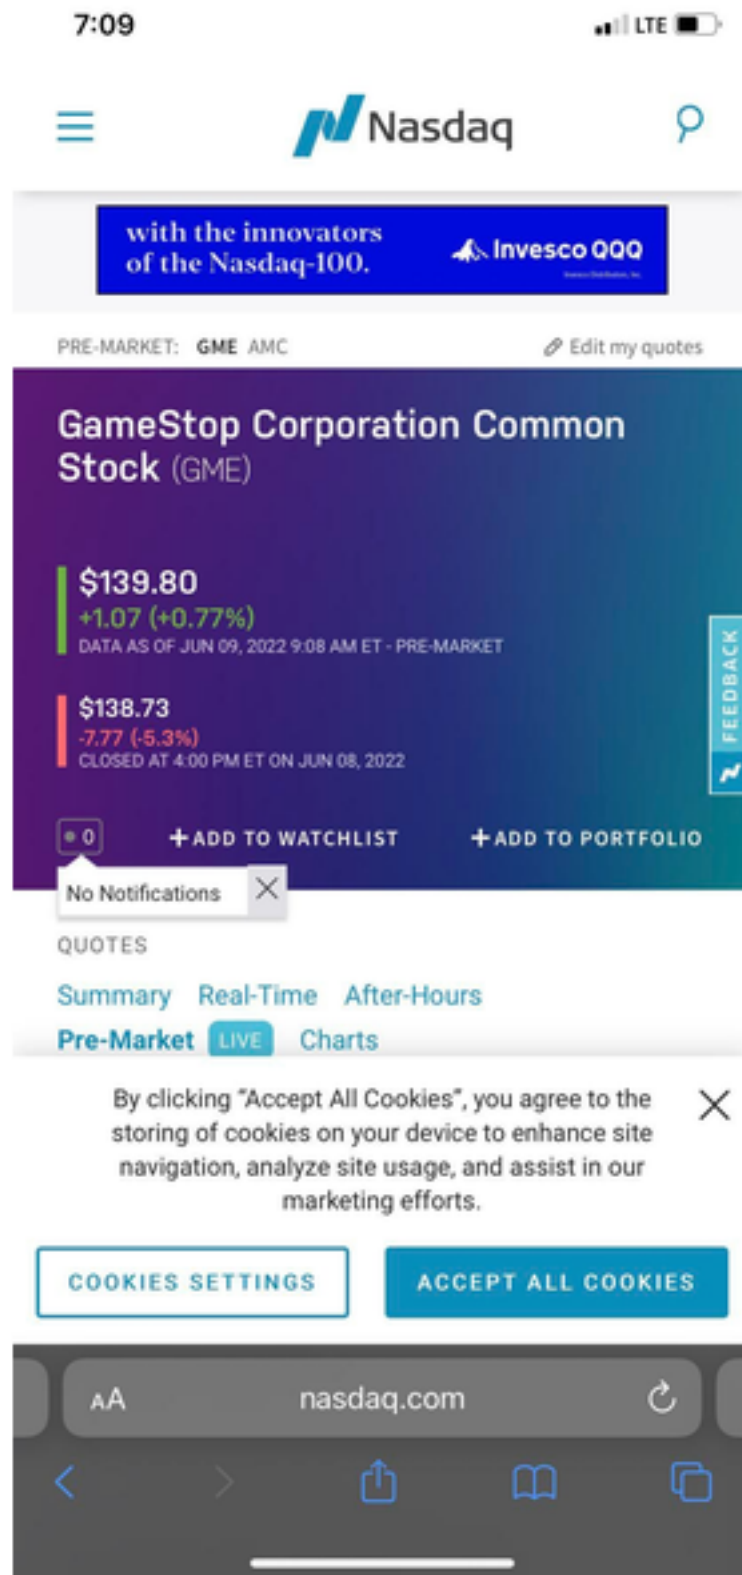 7:09
LTE
Nasdaq
with the innovators
of the Nasdaq-100.
Invesco QQQ
PRE-MARKET: GME AMC
Edit my quotes
GameStop Corporation Common
Stock (GME)
$139.80
+1.07 (+0.77%)
DATA AS OF JUN 09, 2022 9:08 AM ET - PRE-MARKET
FEEDBACK
$138.73
-7.77 (-5.3%)
CLOSED AT 4:00 PM ET ON JUN 08, 2022
0
+ADD TO WATCHLIST
+ADD TO PORTFOLIO
No Notifications
QUOTES
Summary Real-Time After-Hours
Pre-Market LIVE Charts
By clicking “Accept All Cookies”, you agree to the
storing of cookies on your device to enhance site
navigation, analyze site usage, and assist in our
marketing efforts.
COOKIES SETTINGS
ACCEPT ALL COOKIES
AA
nasdaq.com